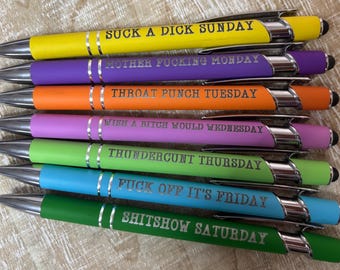 SUCK A DICK SUNDAY
MOTHER FUCKING MONDAY
THROAT PUNCH TUESDAY
WISH A BITCH WOULD WEDNESDAY
THUNDERCUNT THURSDAY
FUCK OFF IT'S FRIDAY
SHITSHOW SATURDAY